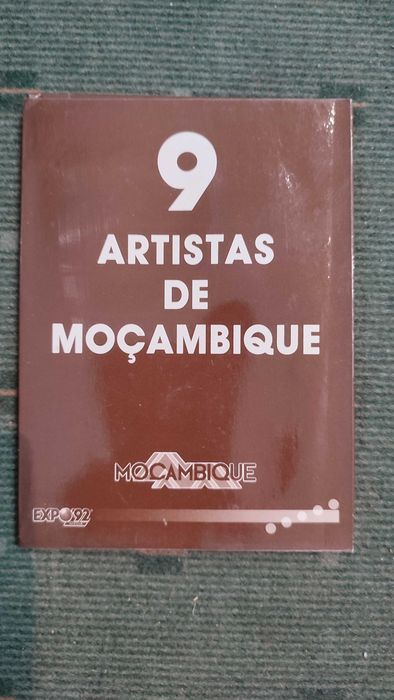 9
ARTISTAS
DE
MOÇAMBIQUE
MOÇAMBIQUE
EXPO'92